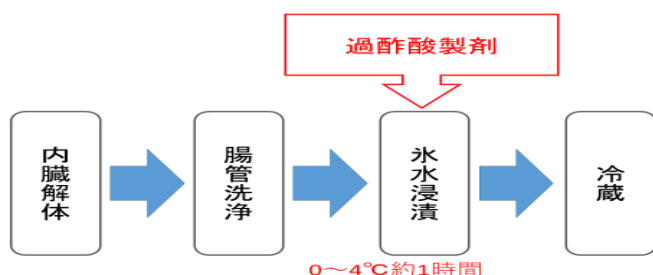 過酢酸製剤
内臓解体
腸管洗浄
氷水浸漬
冷蔵
0～4℃約1時間